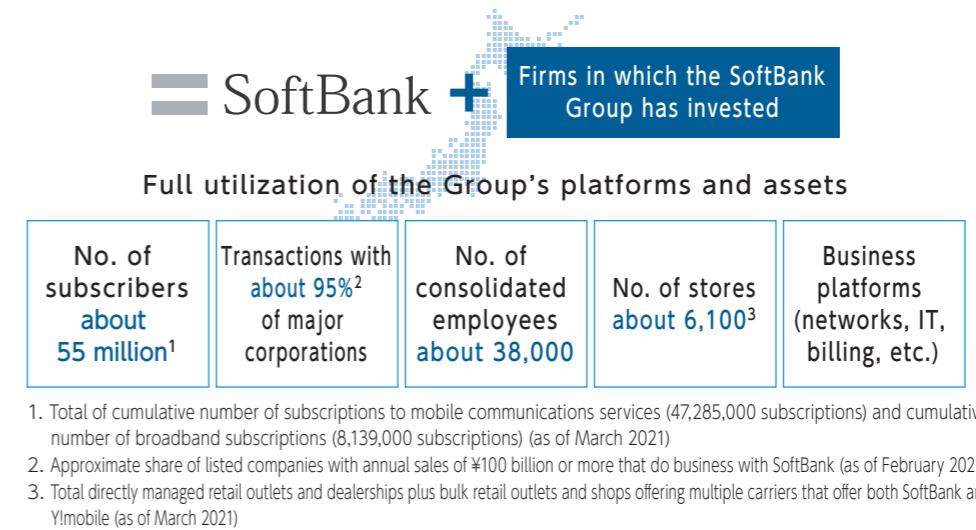 SoftBank +
Firms in which the SoftBank
Group has invested
Full utilization of the Group's platforms and assets
No. of
subscribers
about
55 million1
Transactions with
about 95%2
of major
corporations
No. of
consolidated
employees
about 38,000
No. of stores
about 6,1003
Business
platforms
(networks, IT,
billing, etc.)
1. Total of cumulative number of subscriptions to mobile communications services (47,285,000 subscriptions) and
number of broadband subscriptions (8,139,000 subscriptions) (as of March 2021)
2. Approximate share of listed companies with annual sales of ¥100 billion or more that do business with SoftBank (as of February
3. Total directly managed retail outlets and dealerships plus bulk retail outlets and shops offering multiple carriers that offer both SoftBank
Y!mobile (as of March 2021)